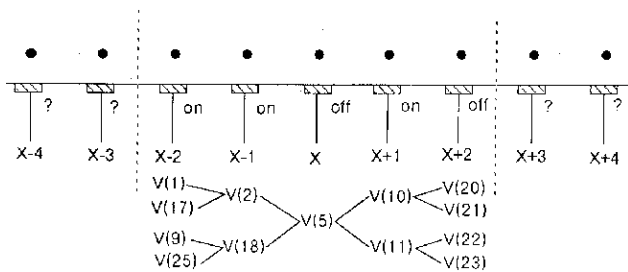 ? ? on on off on off ? ?
X-4 X-3 X-2 X-1 X X+1 X+2 X+3 X+4
V(1) V(2) V(10) V(20)
V(17) V(21)
V(5)
V(9) V(18) V(11) V(22)
V(25) V(23)